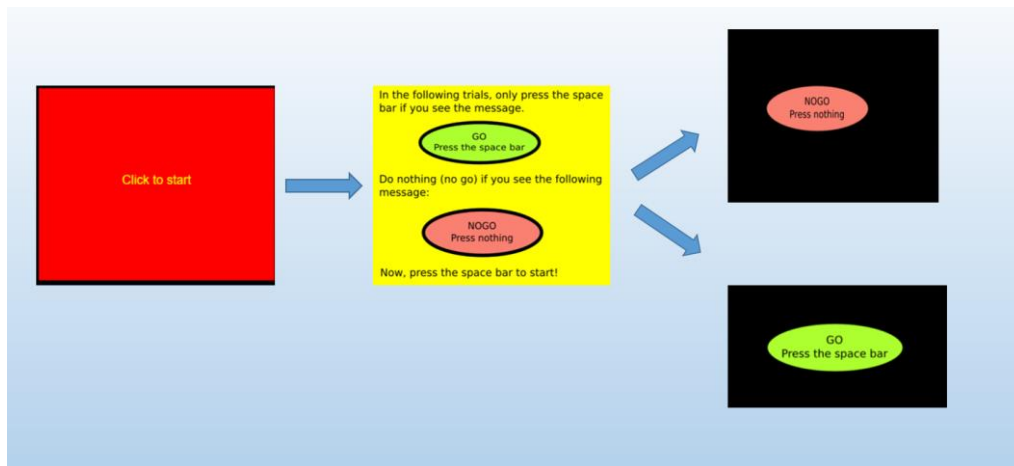 Click to start
In the following trials, only press the space
bar if you see the message.
GO
Press the space bar
Do nothing (no go) if you see the following
message:
NOGO
Press nothing
Now, press the space bar to start!
NOGO
Press nothing
GO
Press the space bar